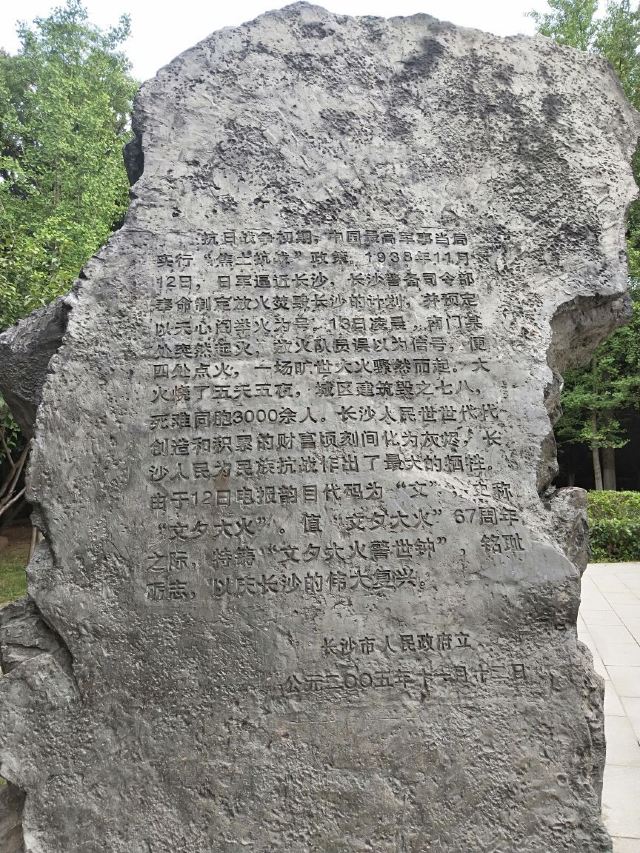 抗日战争初期，中国最高军事当局
实行“焦土抗战”政策。1938年11月
12日，日军逼近长沙，长沙警备司令部
奉命制定放火焚毁长沙的计划，并预定
以天心阁举火为号。13日凌晨，南门某
处突然起火，放火队员误以为信号，便
四处点火，一场旷世大火骤然而起。大
火烧了五天五夜，城区建筑毁之七八，
死难同胞3000余人。长沙人民世世代代
创造和积累的财富顷刻间化为灰烬，长
沙人民为民族抗战作出了最大的牺牲。
由于12日电报韵目代码为“文”，史称
“文夕大火”。值“文夕大火”67周年
之际，特铸“文夕大火警世钟”，铭耻
砺志，以庆长沙的伟大复兴。
长沙市人民政府立
公元二〇〇五年十一月十二日